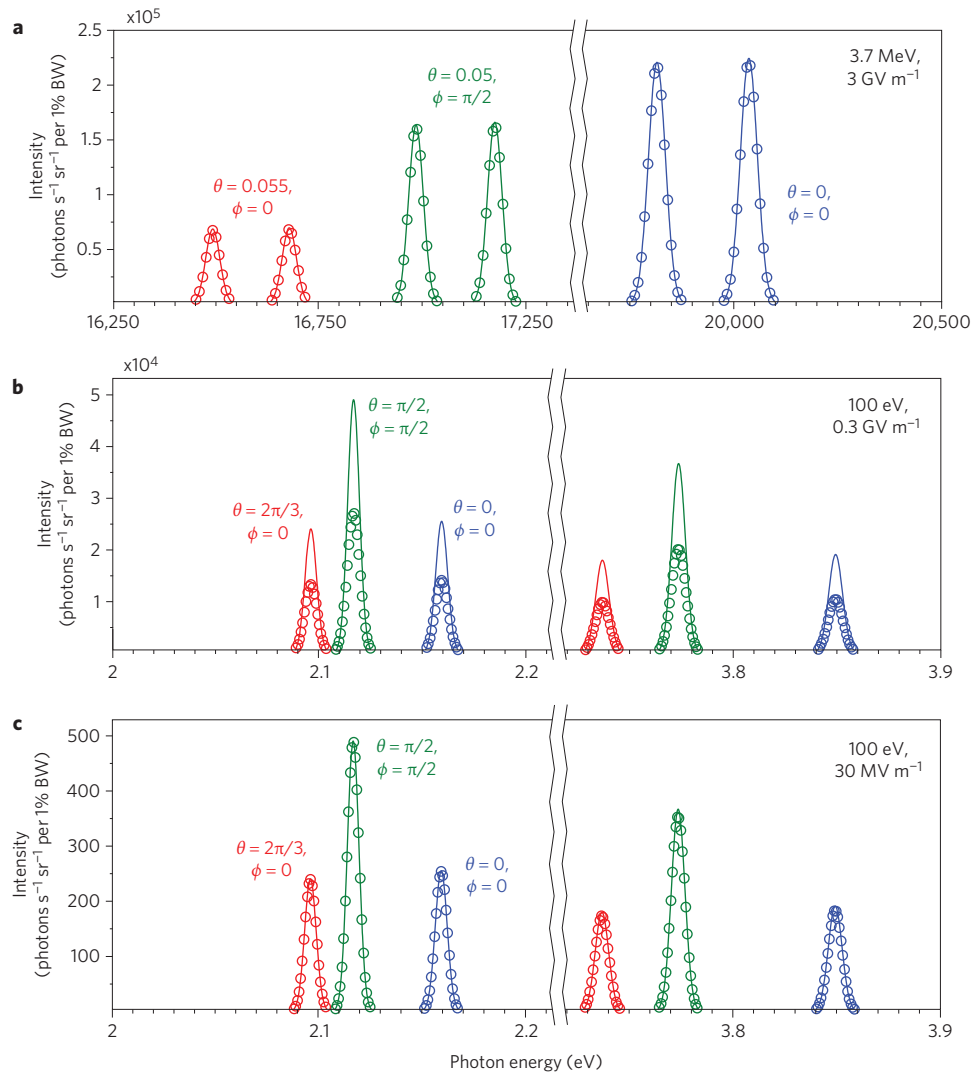 a
x10⁵
Intensity
(photons s⁻¹ sr⁻¹ per 1% BW)
2.5
2
1.5
1
0.5
θ = 0.055,
ϕ = 0
θ = 0.05,
ϕ = π/2
θ = 0,
ϕ = 0
3.7 MeV,
3 GV m⁻¹
16,250
16,750
17,250
20,000
20,500
b
x10⁴
Intensity
(photons s⁻¹ sr⁻¹ per 1% BW)
5
4
3
2
1
θ = 2π/3,
ϕ = 0
θ = π/2,
ϕ = π/2
θ = 0,
ϕ = 0
100 eV,
0.3 GV m⁻¹
2
2.1
2.2
3.8
3.9
c
Intensity
(photons s⁻¹ sr⁻¹ per 1% BW)
500
400
300
200
100
θ = 2π/3,
ϕ = 0
θ = π/2,
ϕ = π/2
θ = 0,
ϕ = 0
100 eV,
30 MV m⁻¹
2
2.1
2.2
3.8
3.9
Photon energy (eV)